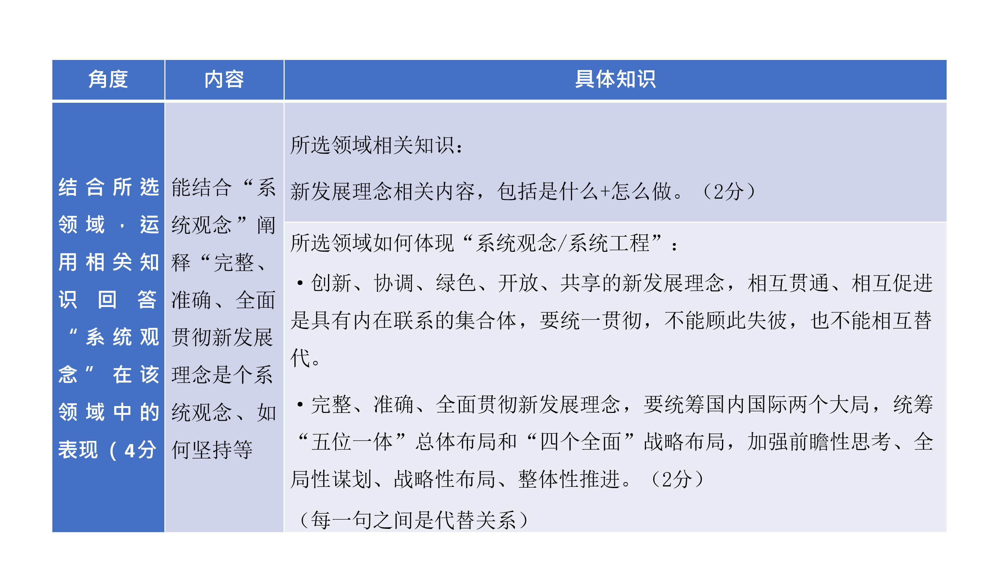 角度
内容
具体知识
结合所选
领域，运
用相关知
识回答
“系统观
念”在该
领域中的
表现（4分
能结合“系
统观念”阐
释“完整、
准确、全面
贯彻新发展
理念是个系
统观念、如
何坚持等
所选领域相关知识：
新发展理念相关内容，包括是什么+怎么做。（2分）
所选领域如何体现“系统观念/系统工程”：
·创新、协调、绿色、开放、共享的新发展理念，相互贯通、相互促进
是具有内在联系的集合体，要统一贯彻，不能顾此失彼，也不能相互替
代。
·完整、准确、全面贯彻新发展理念，要统筹国内国际两个大局，统筹
“五位一体”总体布局和“四个全面”战略布局，加强前瞻性思考、全
局性谋划、战略性布局、整体性推进。（2分）
（每一句之间是代替关系）